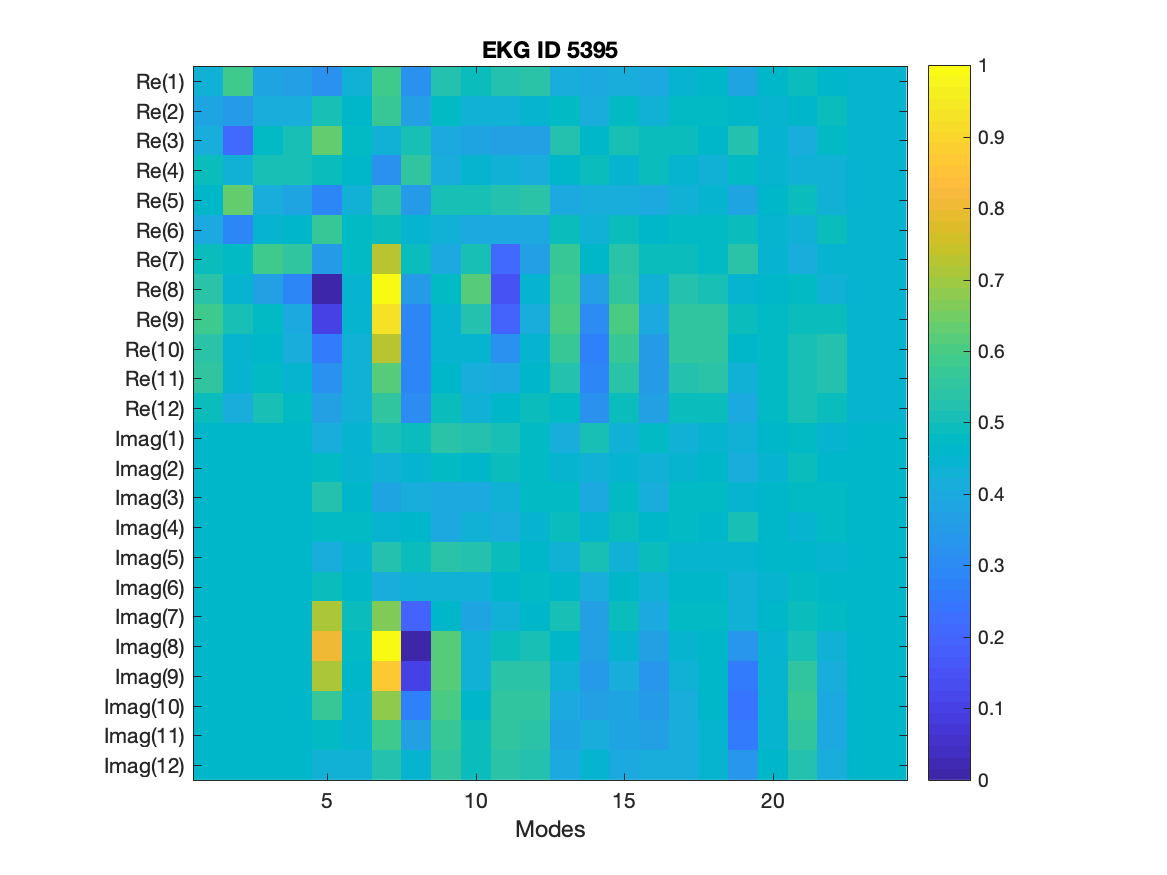 EKG ID 5395
Re(1)
Re(2)
Re(3)
Re(4)
Re(5)
Re(6)
Re(7)
Re(8)
Re(9)
Re(10)
Re(11)
Re(12)
Imag(1)
Imag(2)
Imag(3)
Imag(4)
Imag(5)
Imag(6)
Imag(7)
Imag(8)
Imag(9)
Imag(10)
Imag(11)
Imag(12)
5 10 15 20
Modes
1
0.9
0.8
0.7
0.6
0.5
0.4
0.3
0.2
0.1
0